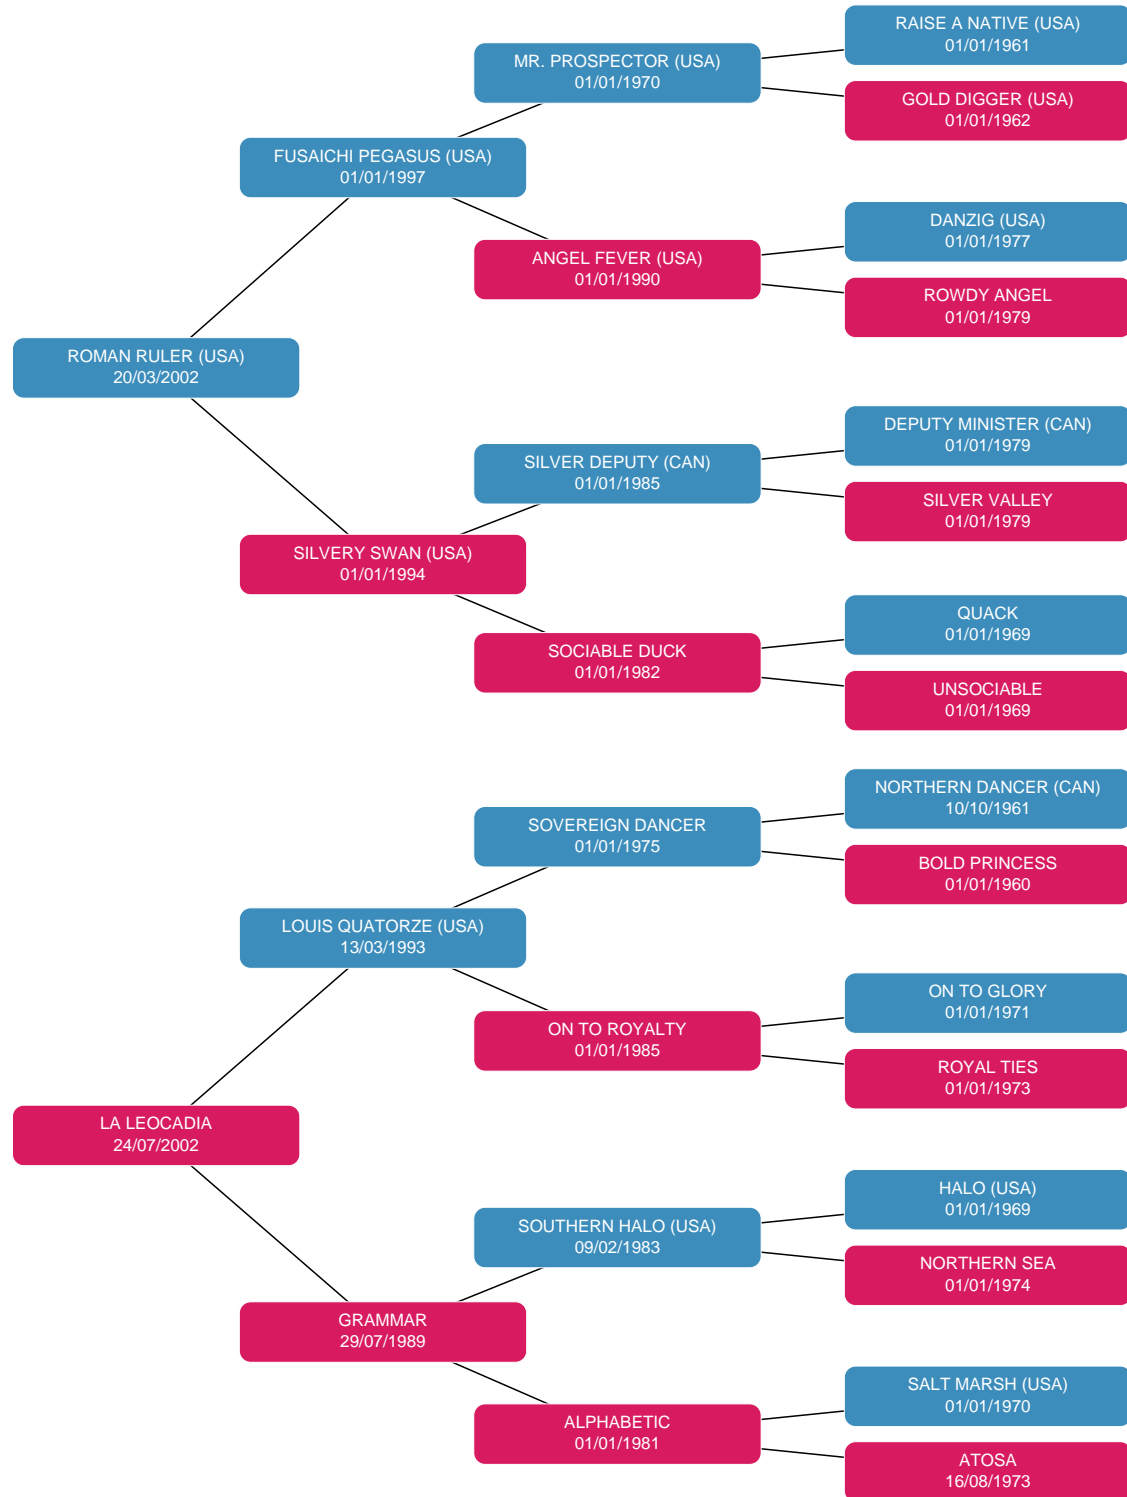 RAISE A NATIVE (USA)
01/01/1961
MR. PROSPECTOR (USA)
01/01/1970
GOLD DIGGER (USA)
01/01/1962
FUSAICHI PEGASUS (USA)
01/01/1997
DANZIG (USA)
01/01/1977
ANGEL FEVER (USA)
01/01/1990
ROWDY ANGEL
01/01/1979
ROMAN RULER (USA)
20/03/2002
DEPUTY MINISTER (CAN)
01/01/1979
SILVER DEPUTY (CAN)
01/01/1985
SILVER VALLEY
01/01/1979
SILVERY SWAN (USA)
01/01/1994
QUACK
01/01/1969
SOCIABLE DUCK
01/01/1982
UNSOCIABLE
01/01/1969
NORTHERN DANCER (CAN)
10/10/1961
SOVEREIGN DANCER
01/01/1975
BOLD PRINCESS
01/01/1960
LOUIS QUATORZE (USA)
13/03/1993
ON TO GLORY
01/01/1971
ON TO ROYALTY
01/01/1985
ROYAL TIES
01/01/1973
LA LEOCADIA
24/07/2002
HALO (USA)
01/01/1969
SOUTHERN HALO (USA)
09/02/1983
NORTHERN SEA
01/01/1974
GRAMMAR
29/07/1989
SALT MARSH (USA)
01/01/1970
ALPHABETIC
01/01/1981
ATOSA
16/08/1973